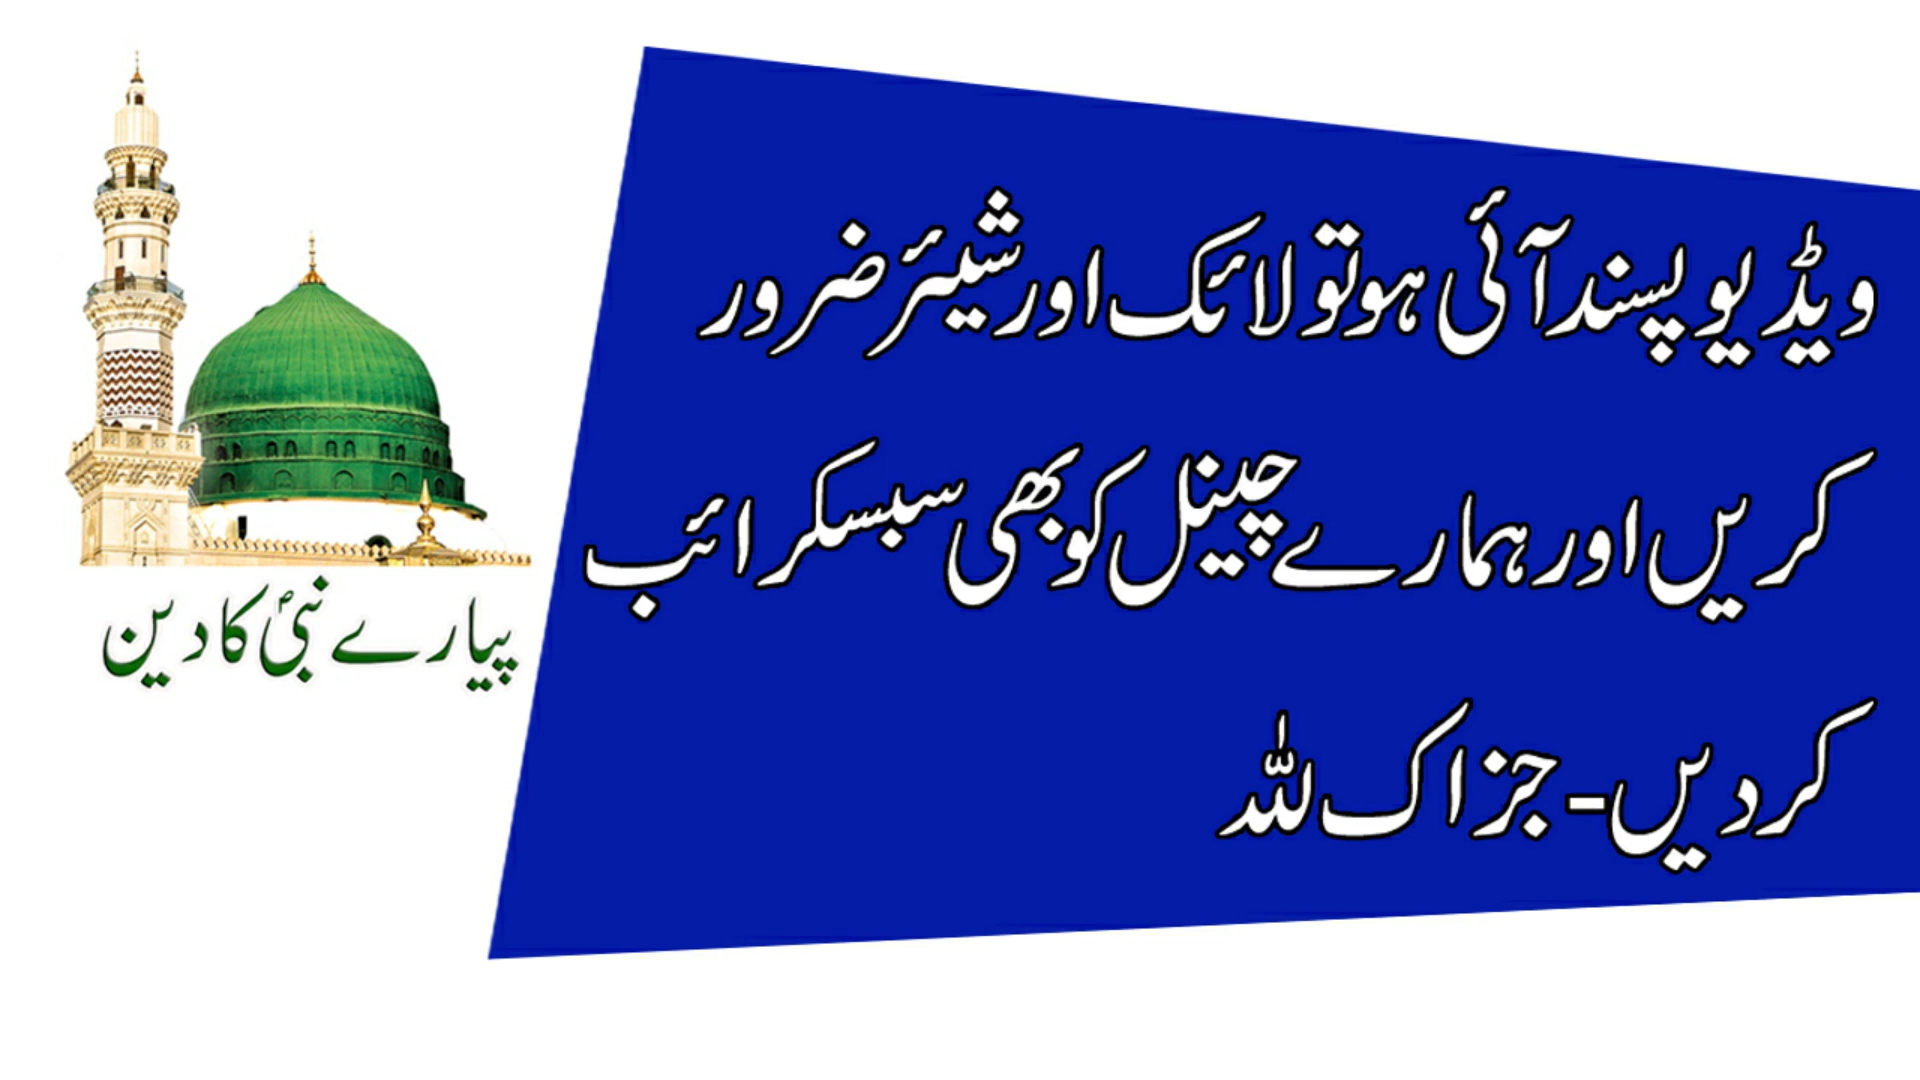 ویڈیو پسند آئی ہو تو لائک اور شیئر ضرور
کریں اور ہمارے چینل کو بھی سبسکرائب
کردیں - جزاک للہ
پیارے نبیؐ کا دین